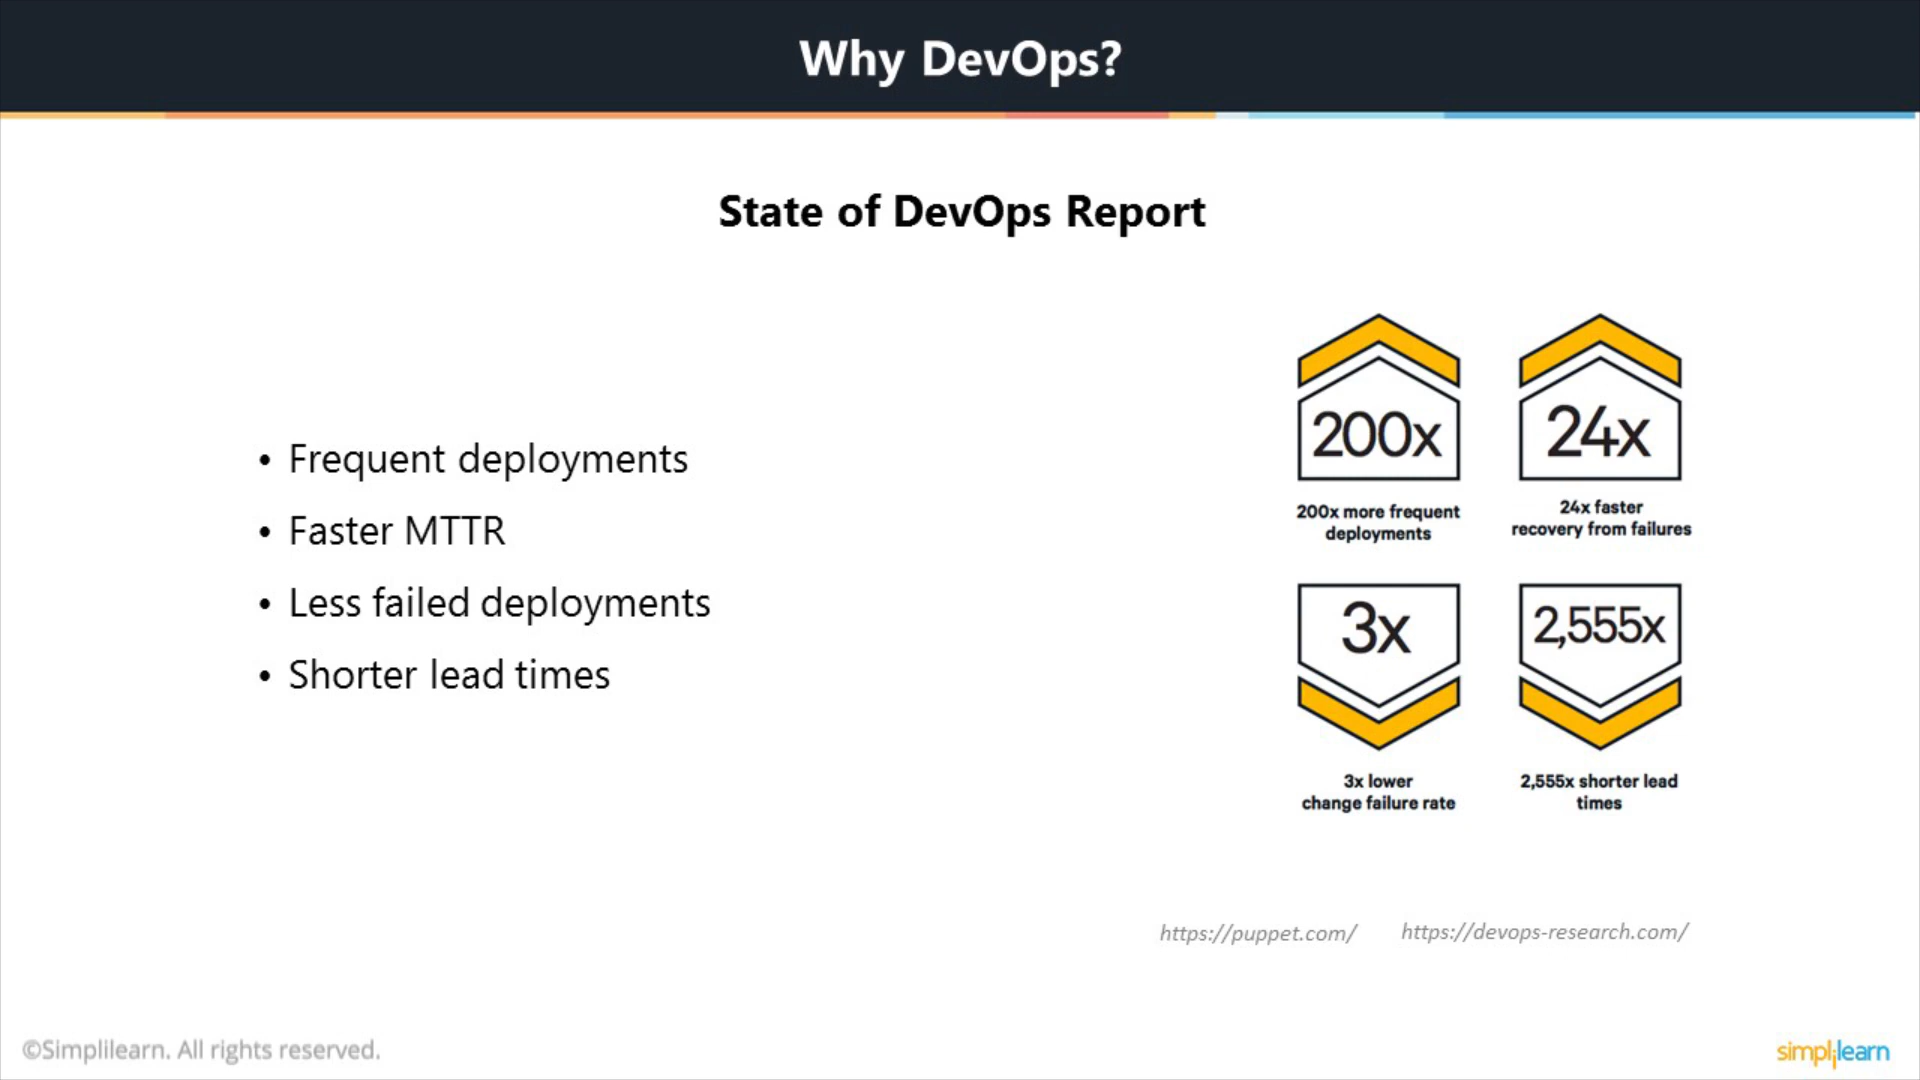 Why DevOps?
State of DevOps Report
• Frequent deployments
• Faster MTTR
• Less failed deployments
• Shorter lead times
200x
200x more frequent
deployments
24x
24x faster
recovery from failures
3x
3x lower
change failure rate
2,555x
2,555x shorter lead
times
https://puppet.com/
https://devops-research.com/
©Simplilearn. All rights reserved.
simplilearn